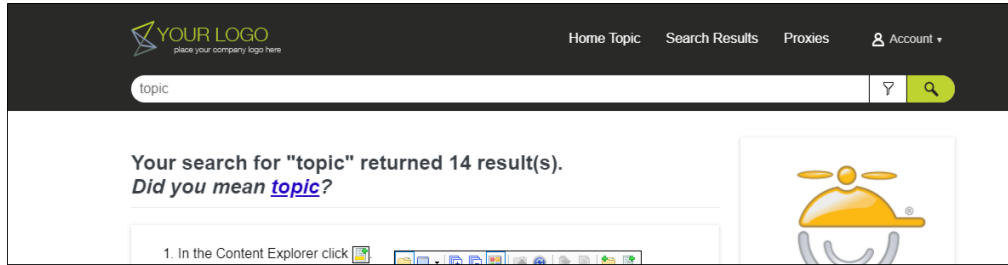 YOUR LOGO
place your company logo here
Home Topic Search Results Proxies Account
topic
Your search for "topic" returned 14 result(s).
Did you mean topic?
®
1. In the Content Explorer click .